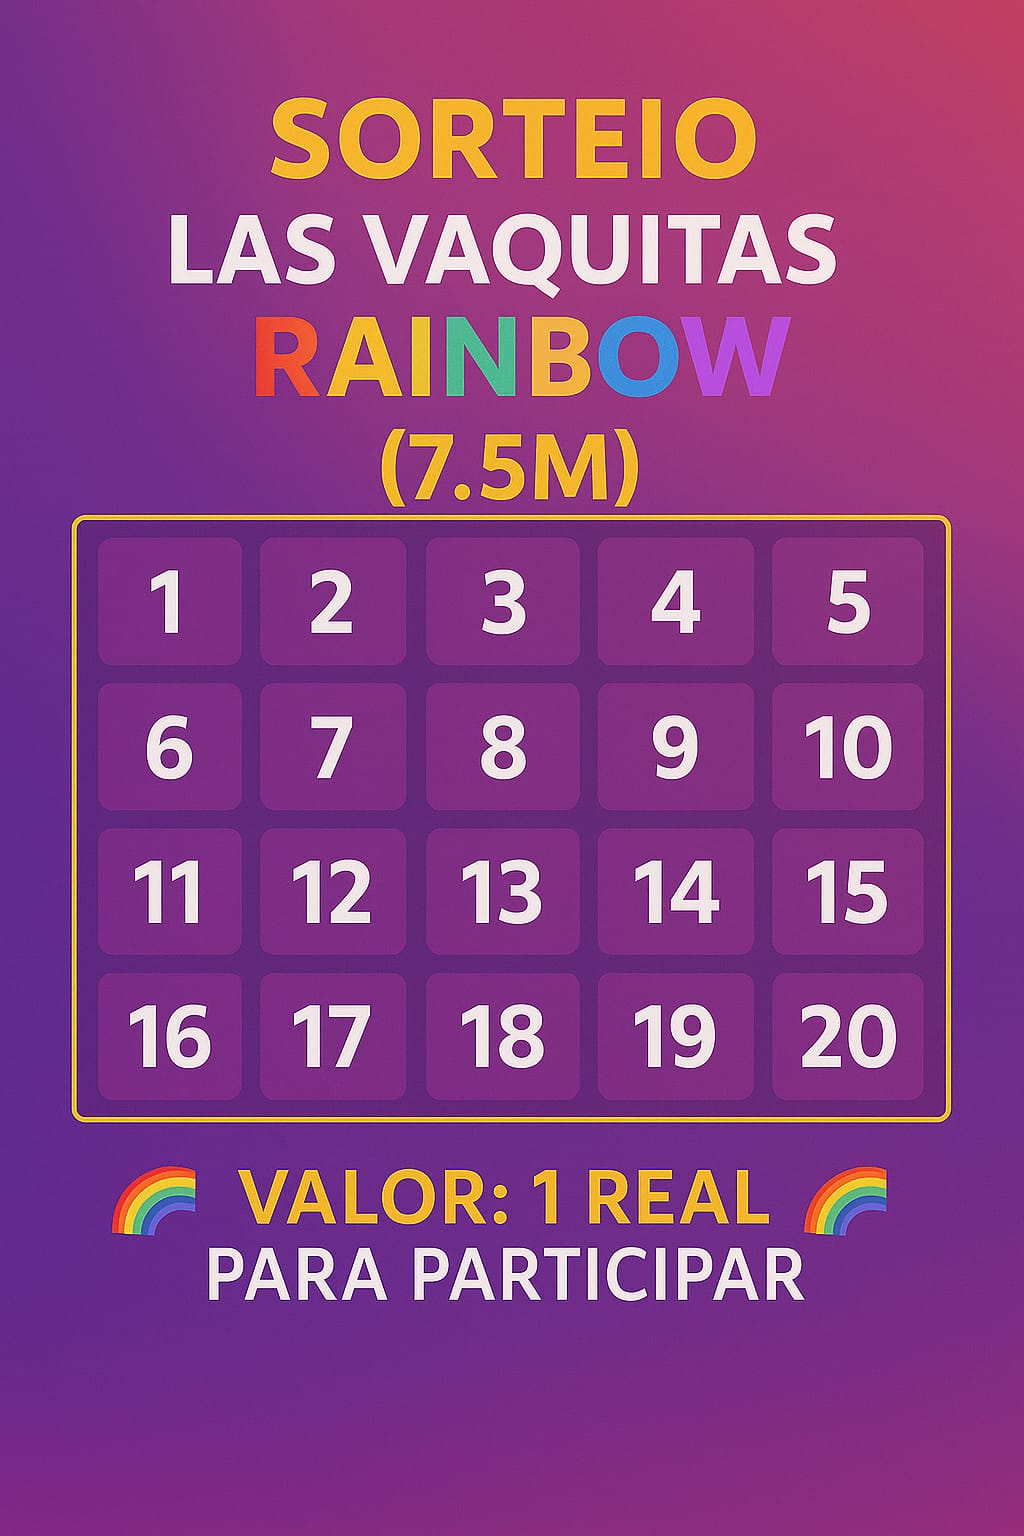 SORTEIO
LAS VAQUITAS
RAINBOW
(7.5M)
1 2 3 4 5
6 7 8 9 10
11 12 13 14 15
16 17 18 19 20
VALOR: 1 REAL
PARA PARTICIPAR